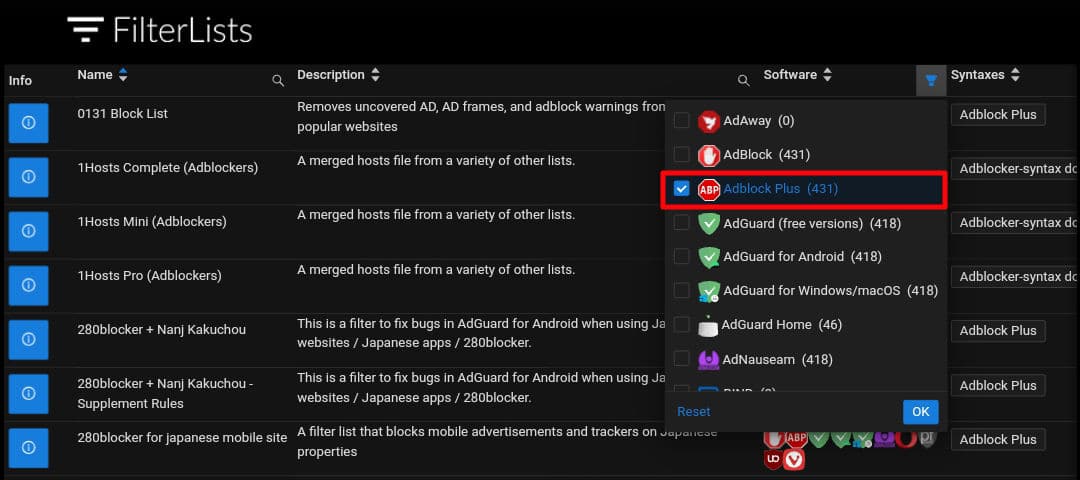 FilterLists
Info
Name
Description
Software
Syntaxes
0131 Block List
Removes uncovered AD, AD frames, and adblock warnings from
popular websites
Adblock Plus
1Hosts Complete (Adblockers)
A merged hosts file from a variety of other lists.
Adblocker-syntax do
1Hosts Mini (Adblockers)
A merged hosts file from a variety of other lists.
Adblocker-syntax do
1Hosts Pro (Adblockers)
A merged hosts file from a variety of other lists.
Adblocker-syntax do
280blocker + Nanj Kakuchou
This is a filter to fix bugs in AdGuard for Android when using Ja
websites / Japanese apps / 280blocker.
Adblock Plus
280blocker + Nanj Kakuchou -
Supplement Rules
This is a filter to fix bugs in AdGuard for Android when using Ja
websites / Japanese apps / 280blocker.
Adblock Plus
280blocker for japanese mobile site
A filter list that blocks mobile advertisements and trackers on Japanese
properties
ABP
Adblock Plus
AdAway (0)
AdBlock (431)
ABP Adblock Plus (431)
AdGuard (free versions) (418)
AdGuard for Android (418)
AdGuard for Windows/macOS (418)
AdGuard Home (46)
AdNauseam (418)
Reset
OK